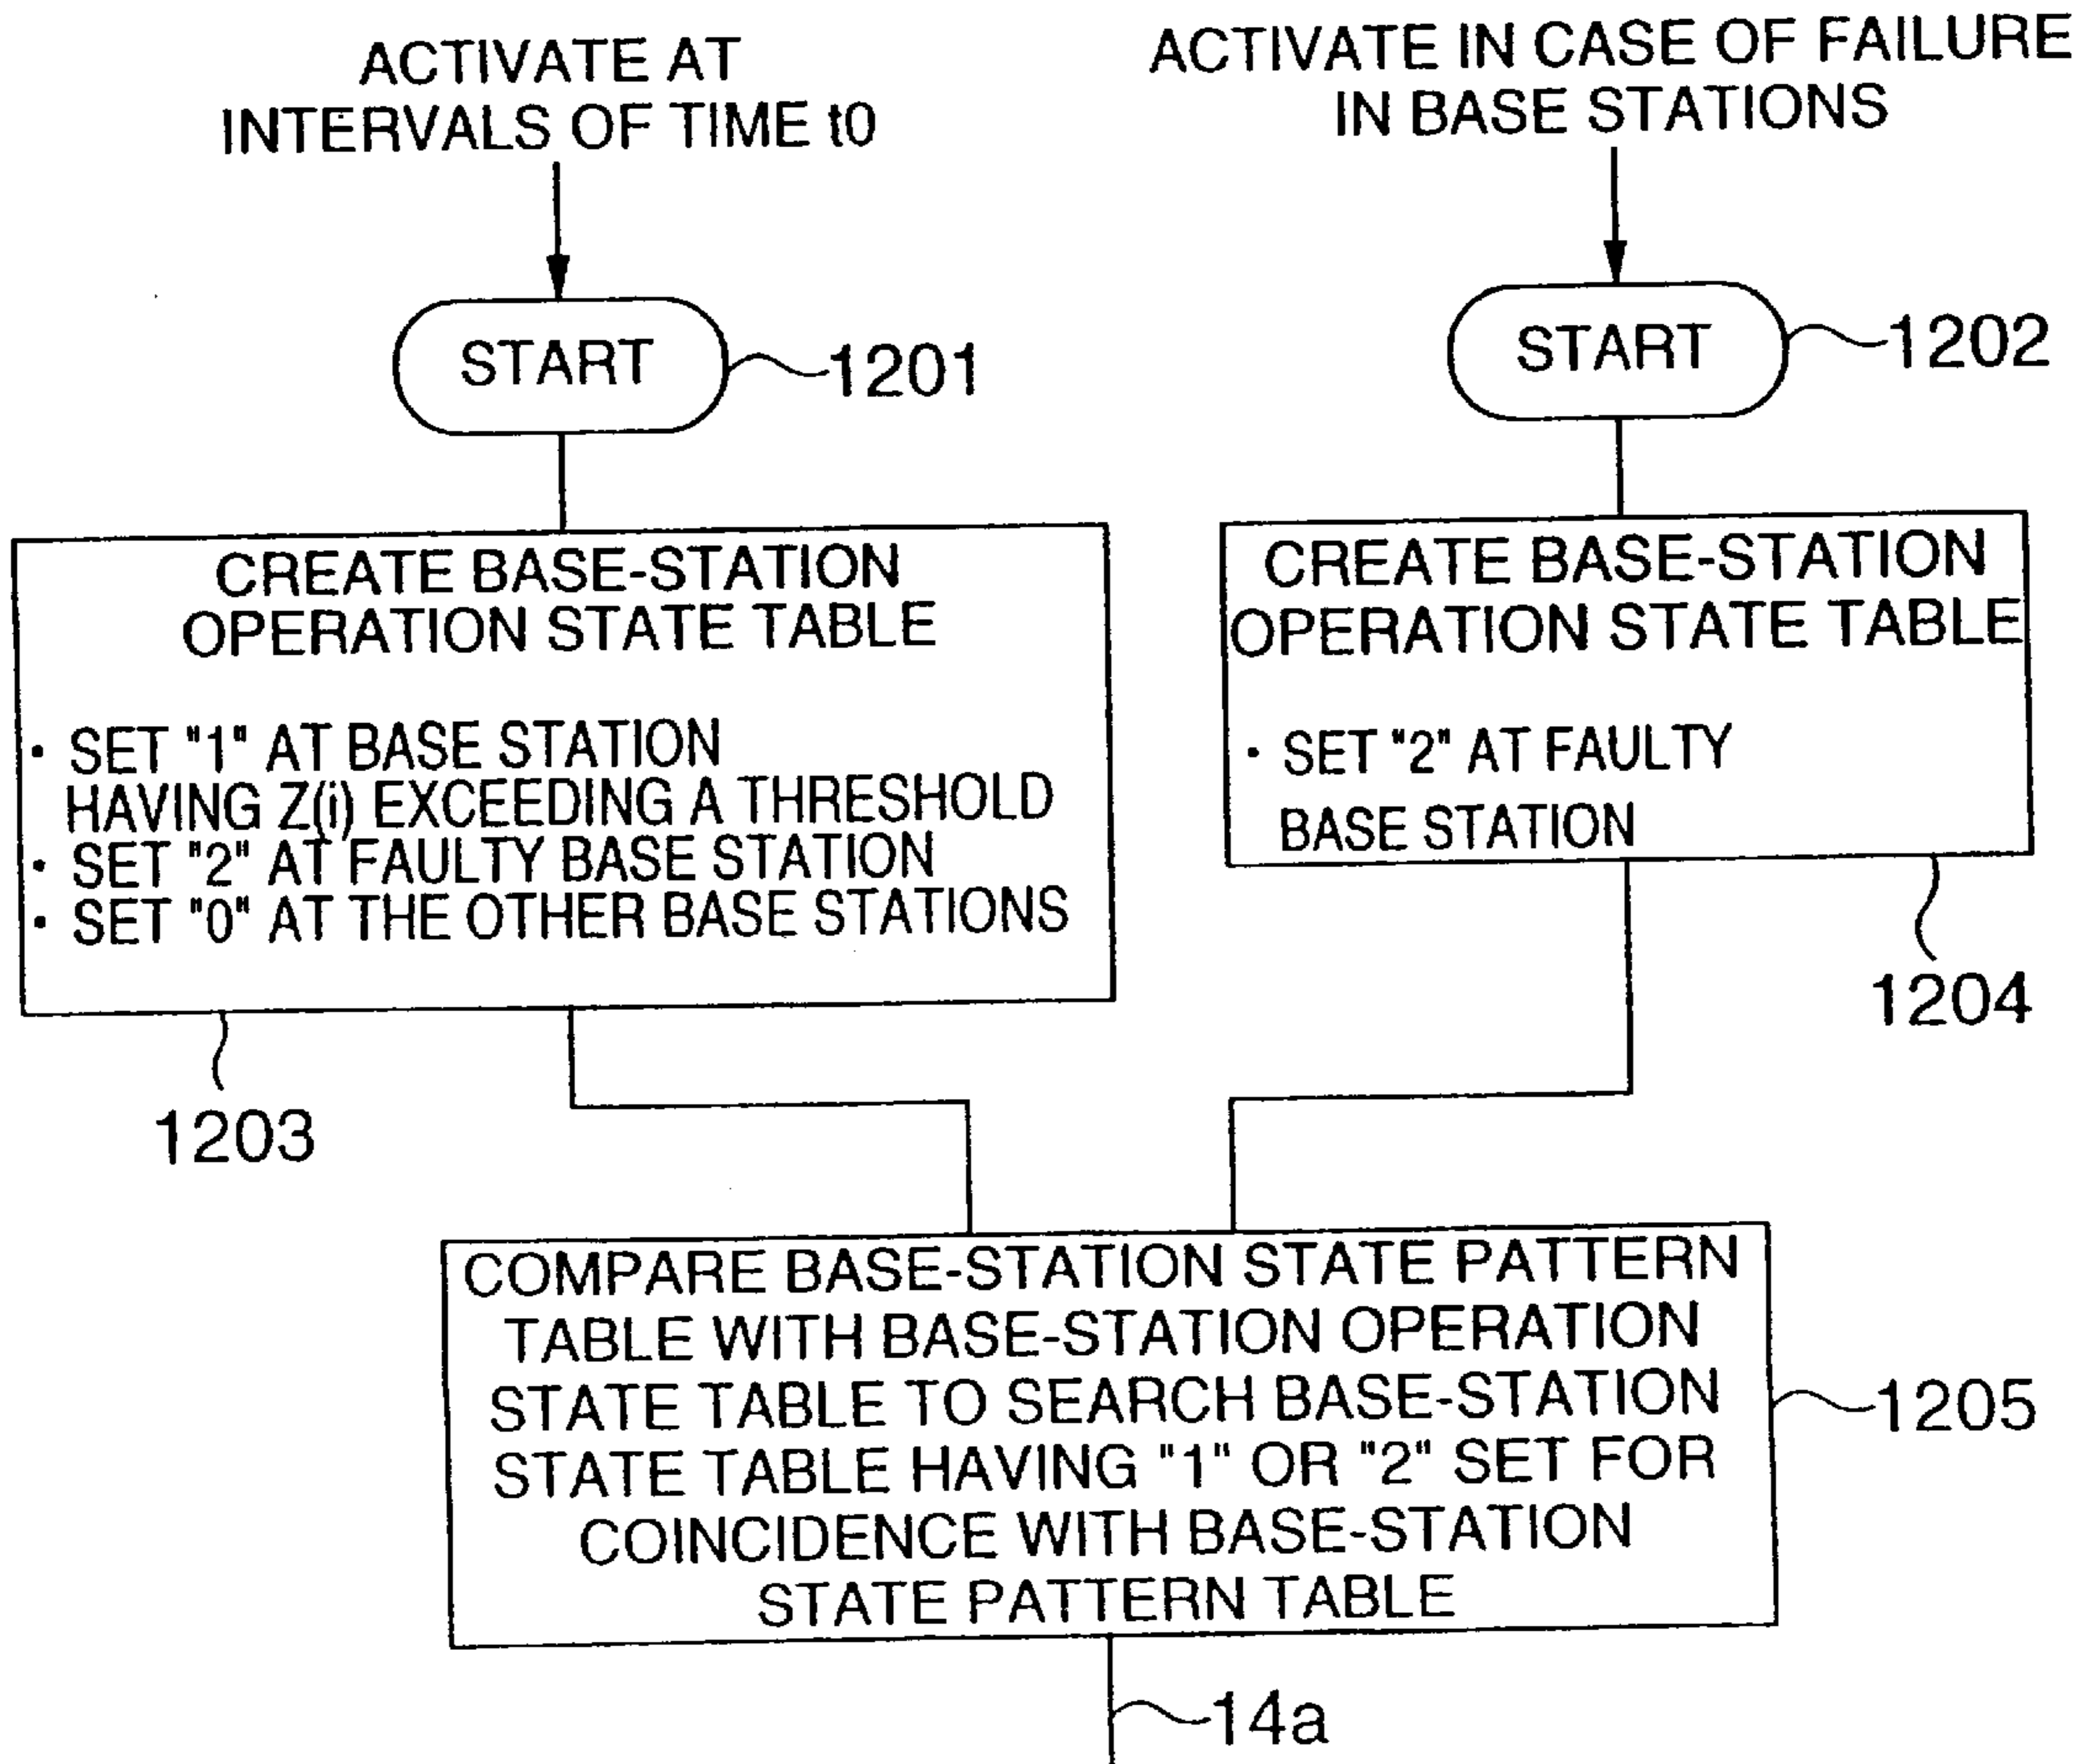 ACTIVATE AT
INTERVALS OF TIME t0
ACTIVATE IN CASE OF FAILURE
IN BASE STATIONS
START
1201
START
1202
CREATE BASE-STATION
OPERATION STATE TABLE
• SET "1" AT BASE STATION
HAVING Z(i) EXCEEDING A THRESHOLD
• SET "2" AT FAULTY BASE STATION
• SET "0" AT THE OTHER BASE STATIONS
1203
CREATE BASE-STATION
OPERATION STATE TABLE
• SET "2" AT FAULTY
BASE STATION
1204
COMPARE BASE-STATION STATE PATTERN
TABLE WITH BASE-STATION OPERATION
STATE TABLE TO SEARCH BASE-STATION
STATE TABLE HAVING "1" OR "2" SET FOR
COINCIDENCE WITH BASE-STATION
STATE PATTERN TABLE
1205
14a